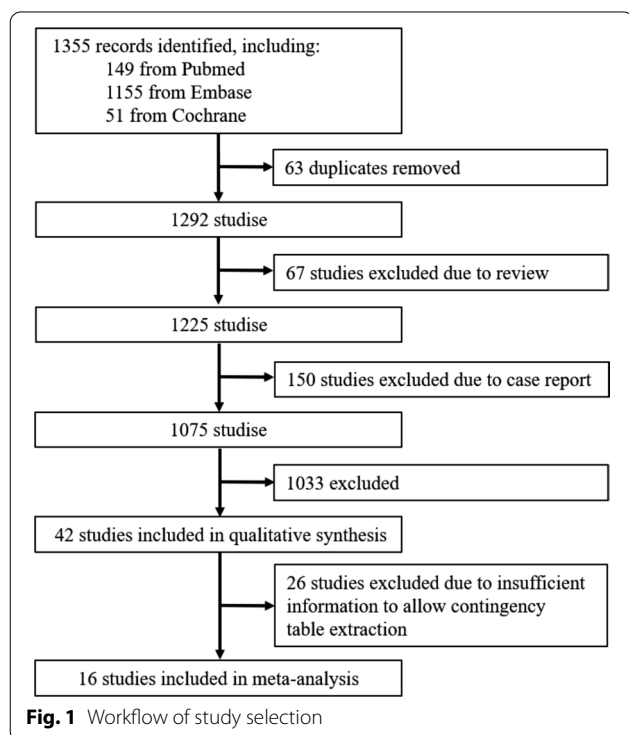 1355 records identified, including:
149 from Pubmed
1155 from Embase
51 from Cochrane
63 duplicates removed
1292 studise
67 studies excluded due to review
1225 studise
150 studies excluded due to case report
1075 studise
1033 excluded
42 studies included in qualitative synthesis
26 studies excluded due to insufficient
information to allow contingency
table extraction
16 studies included in meta-analysis
Fig. 1 Workflow of study selection